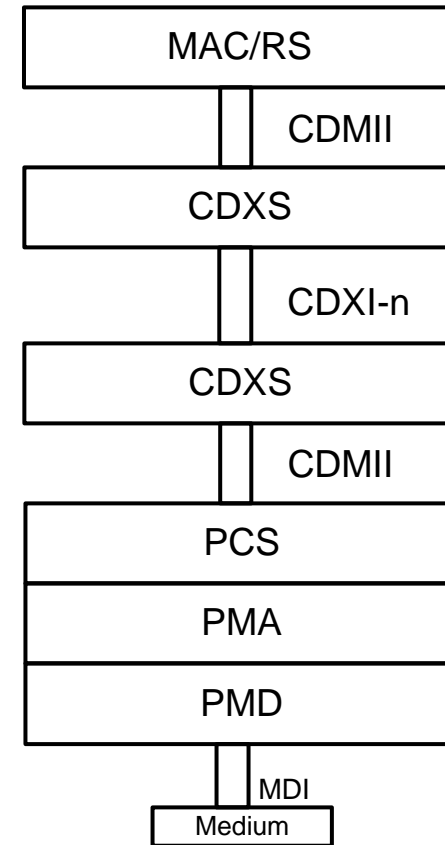 MAC/RS
CDMII
CDXS
CDXI-n
CDXS
CDMII
PCS
PMA
PMD
MDI
Medium